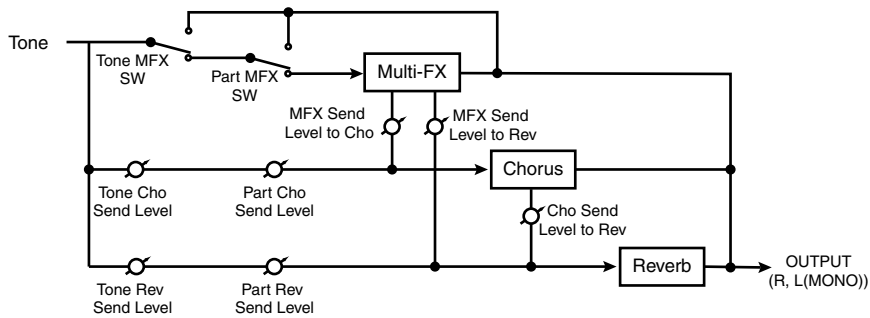 Tone
Tone MFX
SW
Part MFX
SW
Multi-FX
MFX Send
Level to Cho
MFX Send
Level to Rev
Tone Cho
Send Level
Part Cho
Send Level
Chorus
Cho Send
Level to Rev
Tone Rev
Send Level
Part Rev
Send Level
Reverb
OUTPUT
(R, L(MONO))